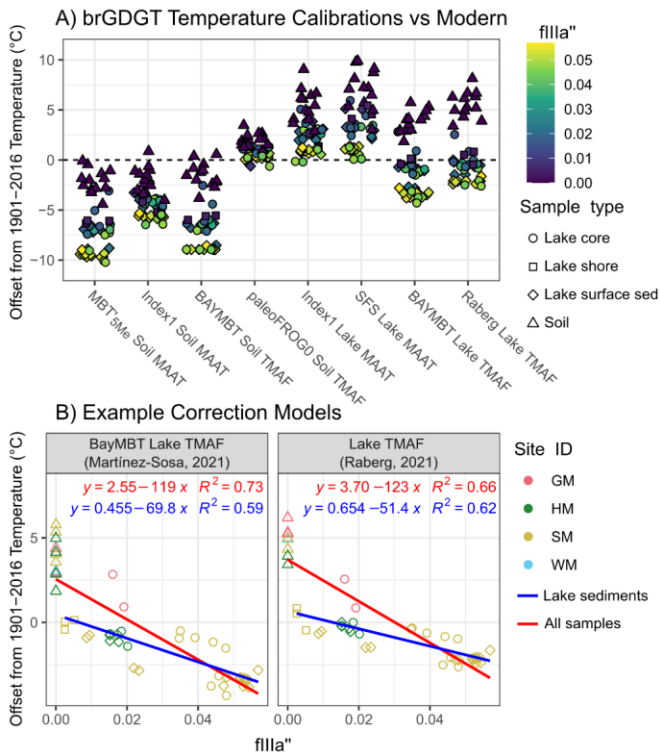 A) brGDGT Temperature Calibrations vs Modern
Offset from 1901−2016 Temperature (°C)
10
5
0
−5
−10
MBT'5Me Soil MAAT
Index1 Soil MAAT
BAYMBT Soil TMAF
paleoFROG0 Soil TMAF
Index1 Lake MAAT
SFS Lake MAAT
BAYMBT Lake TMAF
Raberg Lake TMAF
fIIIa"
0.05
0.04
0.03
0.02
0.01
0.00
Sample type
Lake core
Lake shore
Lake surface sed
Soil
B) Example Correction Models
Offset from 1901−2016 Temperature (°C)
BayMBT Lake TMAF
(Martínez-Sosa, 2021)
y = 2.55−119 x R² = 0.73
y = 0.455−69.8 x R² = 0.59
Lake TMAF
(Raberg, 2021)
y = 3.70 −123 x R² = 0.66
y = 0.654 −51.4 x R² = 0.62
5
0
0.00
0.02
0.04
0.00
0.02
0.04
fIIIa"
Site ID
GM
HM
SM
WM
Lake sediments
All samples